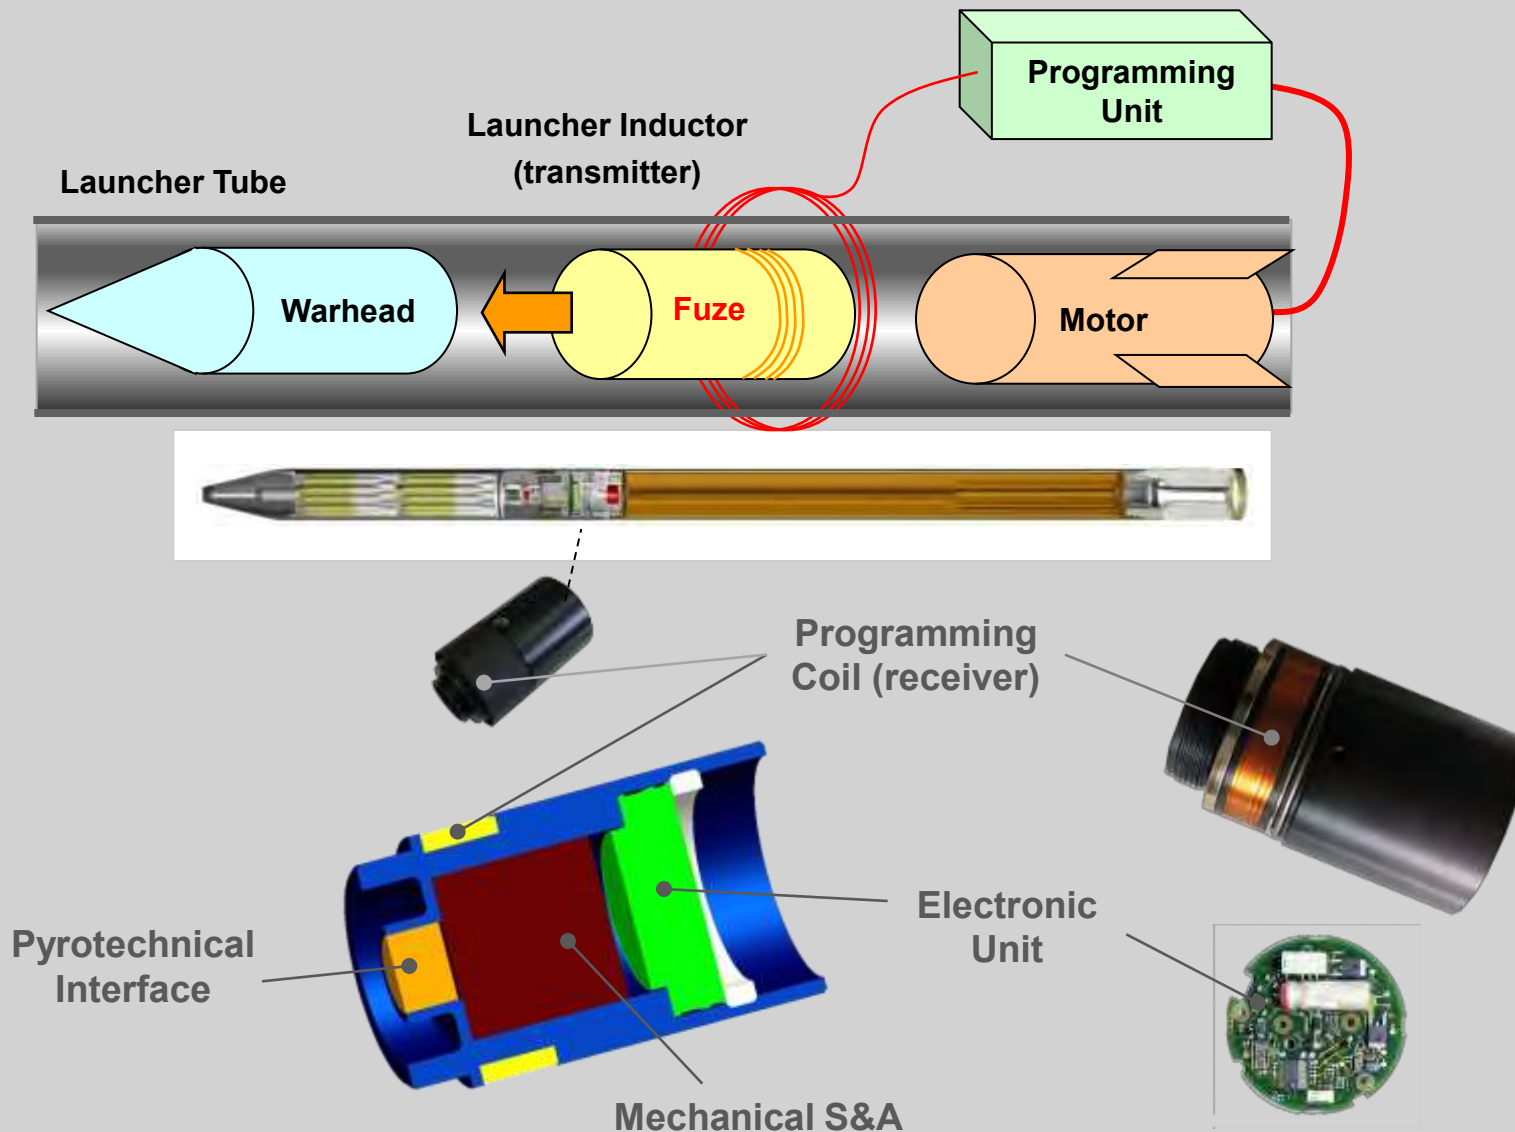 Programming
Unit
Launcher Inductor
(transmitter)
Launcher Tube
Warhead
Fuze
Motor
Programming
Coil (receiver)
Electronic
Unit
Pyrotechnical
Interface
Mechanical S&A